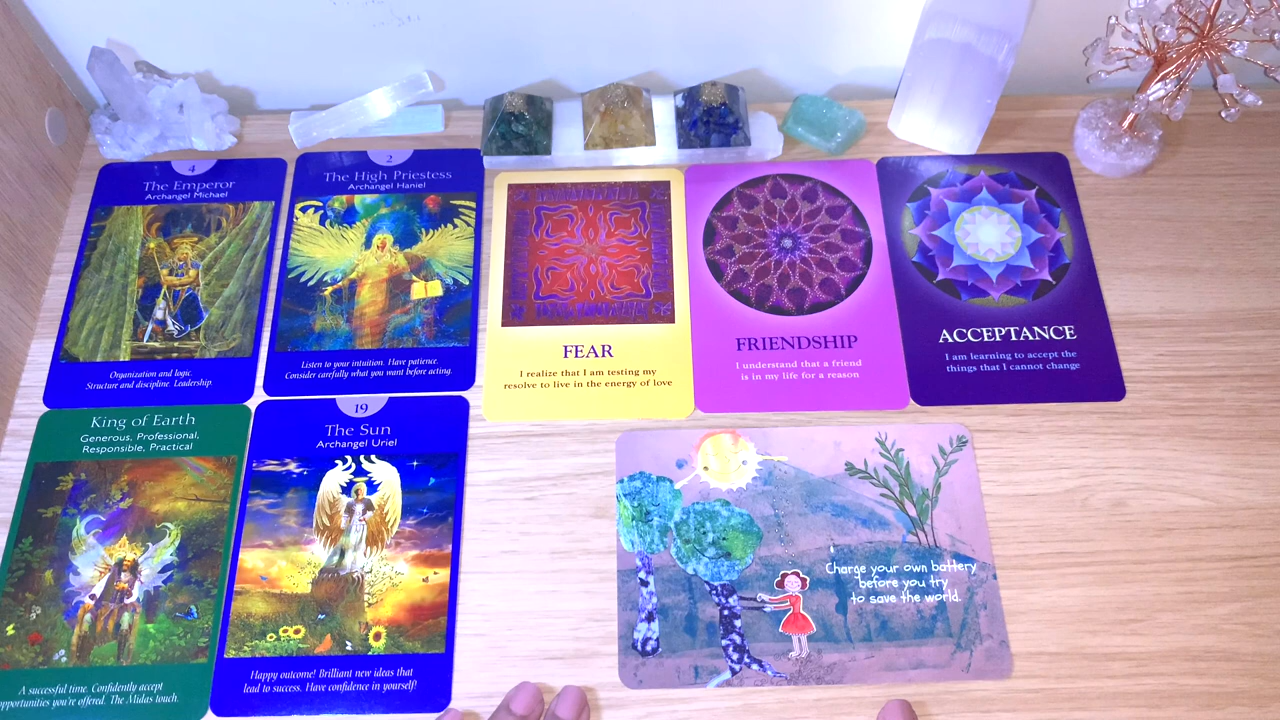 4
The Emperor
Archangel Michael
Organization and logic.
Structure and discipline. Leadership.
2
The High Priestess
Archangel Haniel
Listen to your intuition. Have patience.
Consider carefully what you want before acting.
FEAR
I realize that I am testing my
resolve to live in the energy of love
FRIENDSHIP
I understand that a friend
is in my life for a reason
ACCEPTANCE
I am learning to accept the
things that I cannot change
King of Earth
Generous, Professional,
Responsible, Practical
A successful time. Confidently accept
opportunities you're offered. The Midas touch.
19
The Sun
Archangel Uriel
Happy outcome! Brilliant new ideas that
lead to success. Have confidence in yourself!
Charge your own battery
before you try
to save the world.